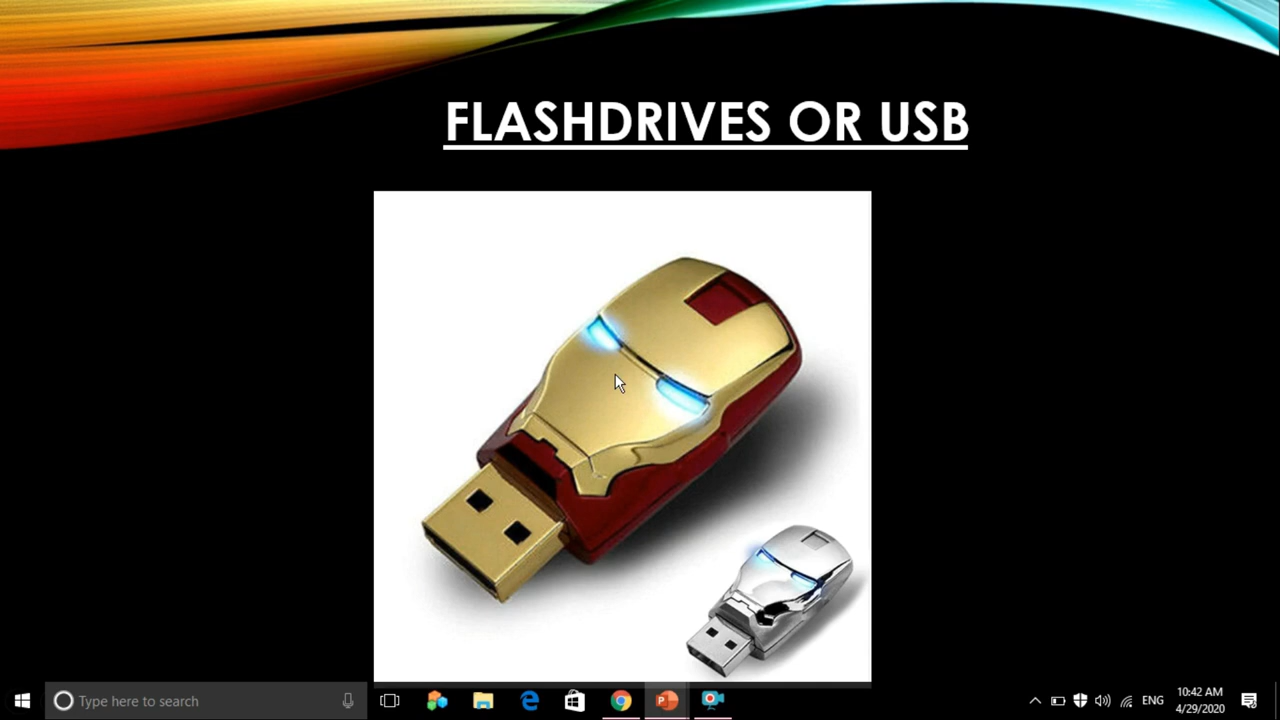 FLASHDRIVES OR USB
Type here to search
ENG
10:42 AM
4/29/2020